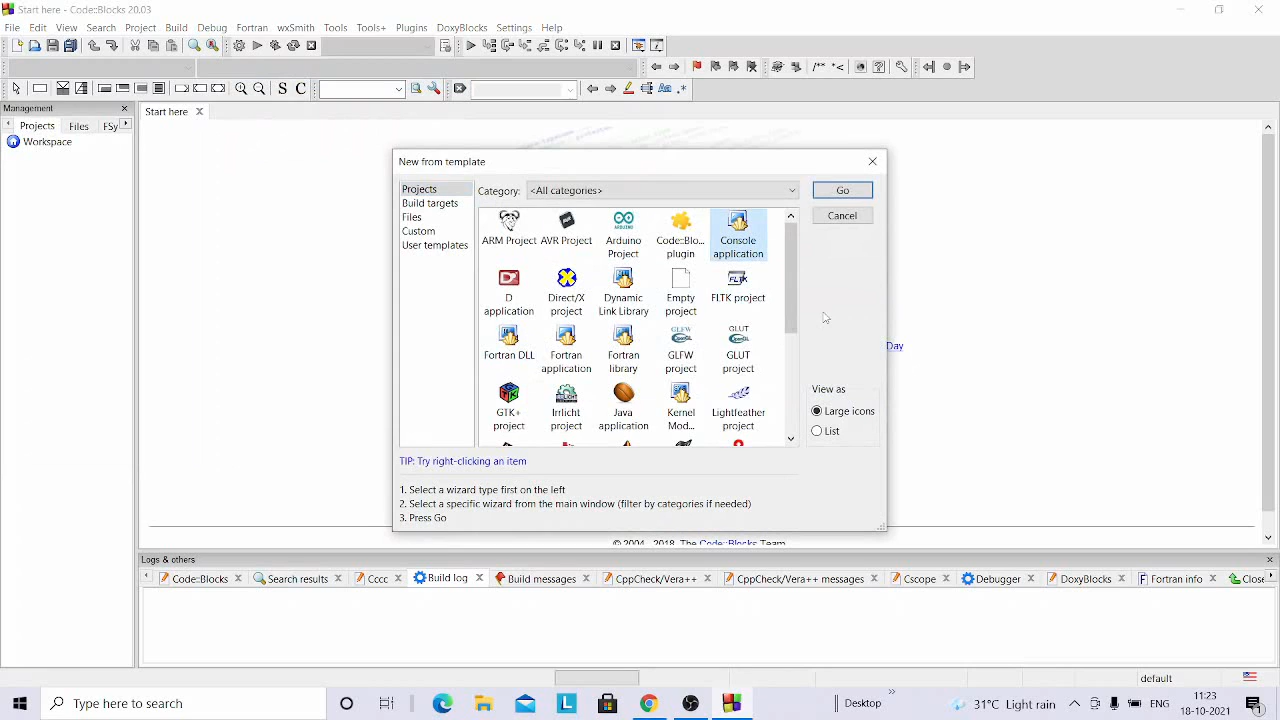 Start here - Code::Blocks 20.03
File Edit View Search Project Build Debug Fortran wxSmith Tools Tools+ Plugins DoxyBlocks Settings Help
S C
Management
Projects Files FSy
Workspace
Start here
New from template
Projects
Build targets
Files
Custom
User templates
Category: <All categories>
Go
Cancel
ARM Project AVR Project Arduino Project Code::Blo... plugin Console application
D application Direct/X project Dynamic Link Library Empty project FLTK project
Fortran DLL Fortran application Fortran library GLFW project GLUT project
GTK+ project Irrlicht project Java application Kernel Mod... Lightfeather project
View as
Large icons
List
TIP: Try right-clicking an item
1. Select a wizard type first on the left
2. Select a specific wizard from the main window (filter by categories if needed)
3. Press Go
Day
© 2004 - 2018, The Code::Blocks Team
Logs & others
Code::Blocks Search results Cccc Build log Build messages CppCheck/Vera++ CppCheck/Vera++ messages Cscope Debugger DoxyBlocks Fortran info Close
default
Type here to search
Desktop
31°C Light rain
ENG
11:23
18-10-2021